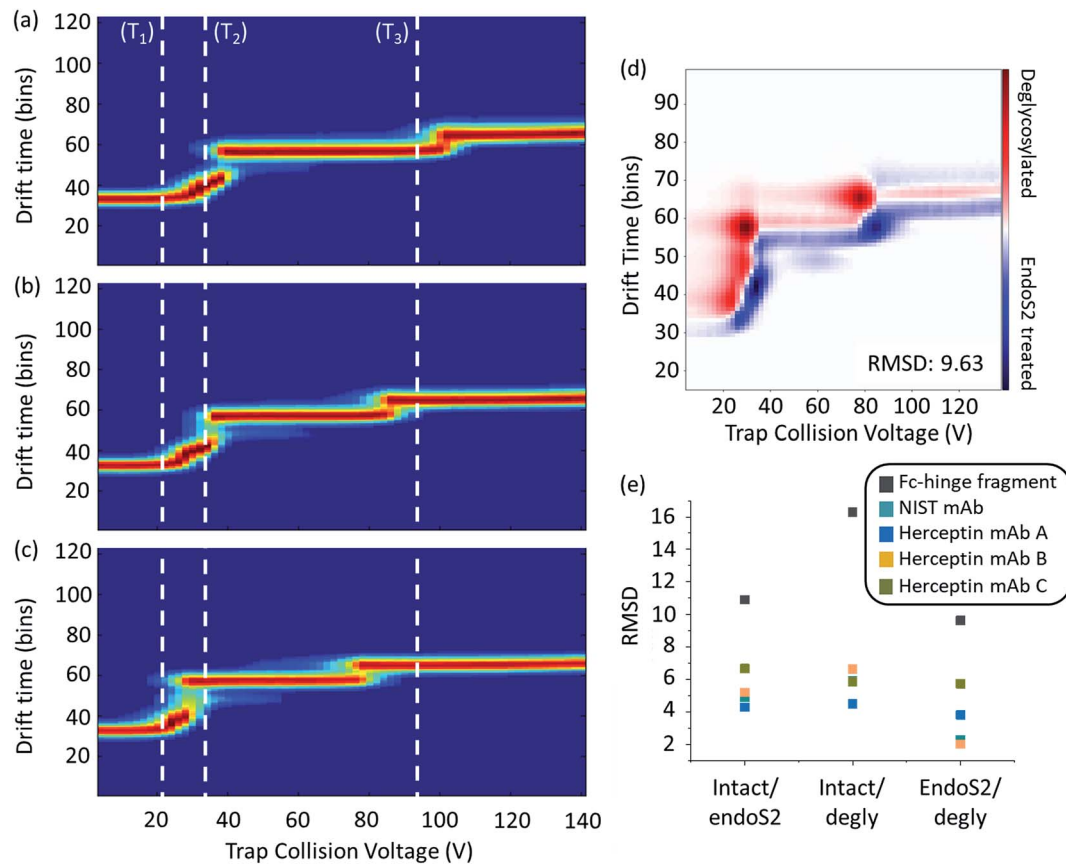 (a)
(T1)
(T2)
(T3)
120
100
80
60
40
20
Drift time (bins)
(b)
120
100
80
60
40
20
Drift time (bins)
(c)
120
100
80
60
40
20
Drift time (bins)
20 40 60 80 100 120 140
Trap Collision Voltage (V)
(d)
90
80
70
60
50
40
30
20
Drift Time (bins)
RMSD: 9.63
20 40 60 80 100 120
Trap Collision Voltage (V)
Deglycosylated
EndoS2 treated
(e)
Fc-hinge fragment
NIST mAb
Herceptin mAb A
Herceptin mAb B
Herceptin mAb C
16
14
12
10
8
6
4
2
RMSD
Intact/ Intact/ EndoS2/
endoS2 degly degly